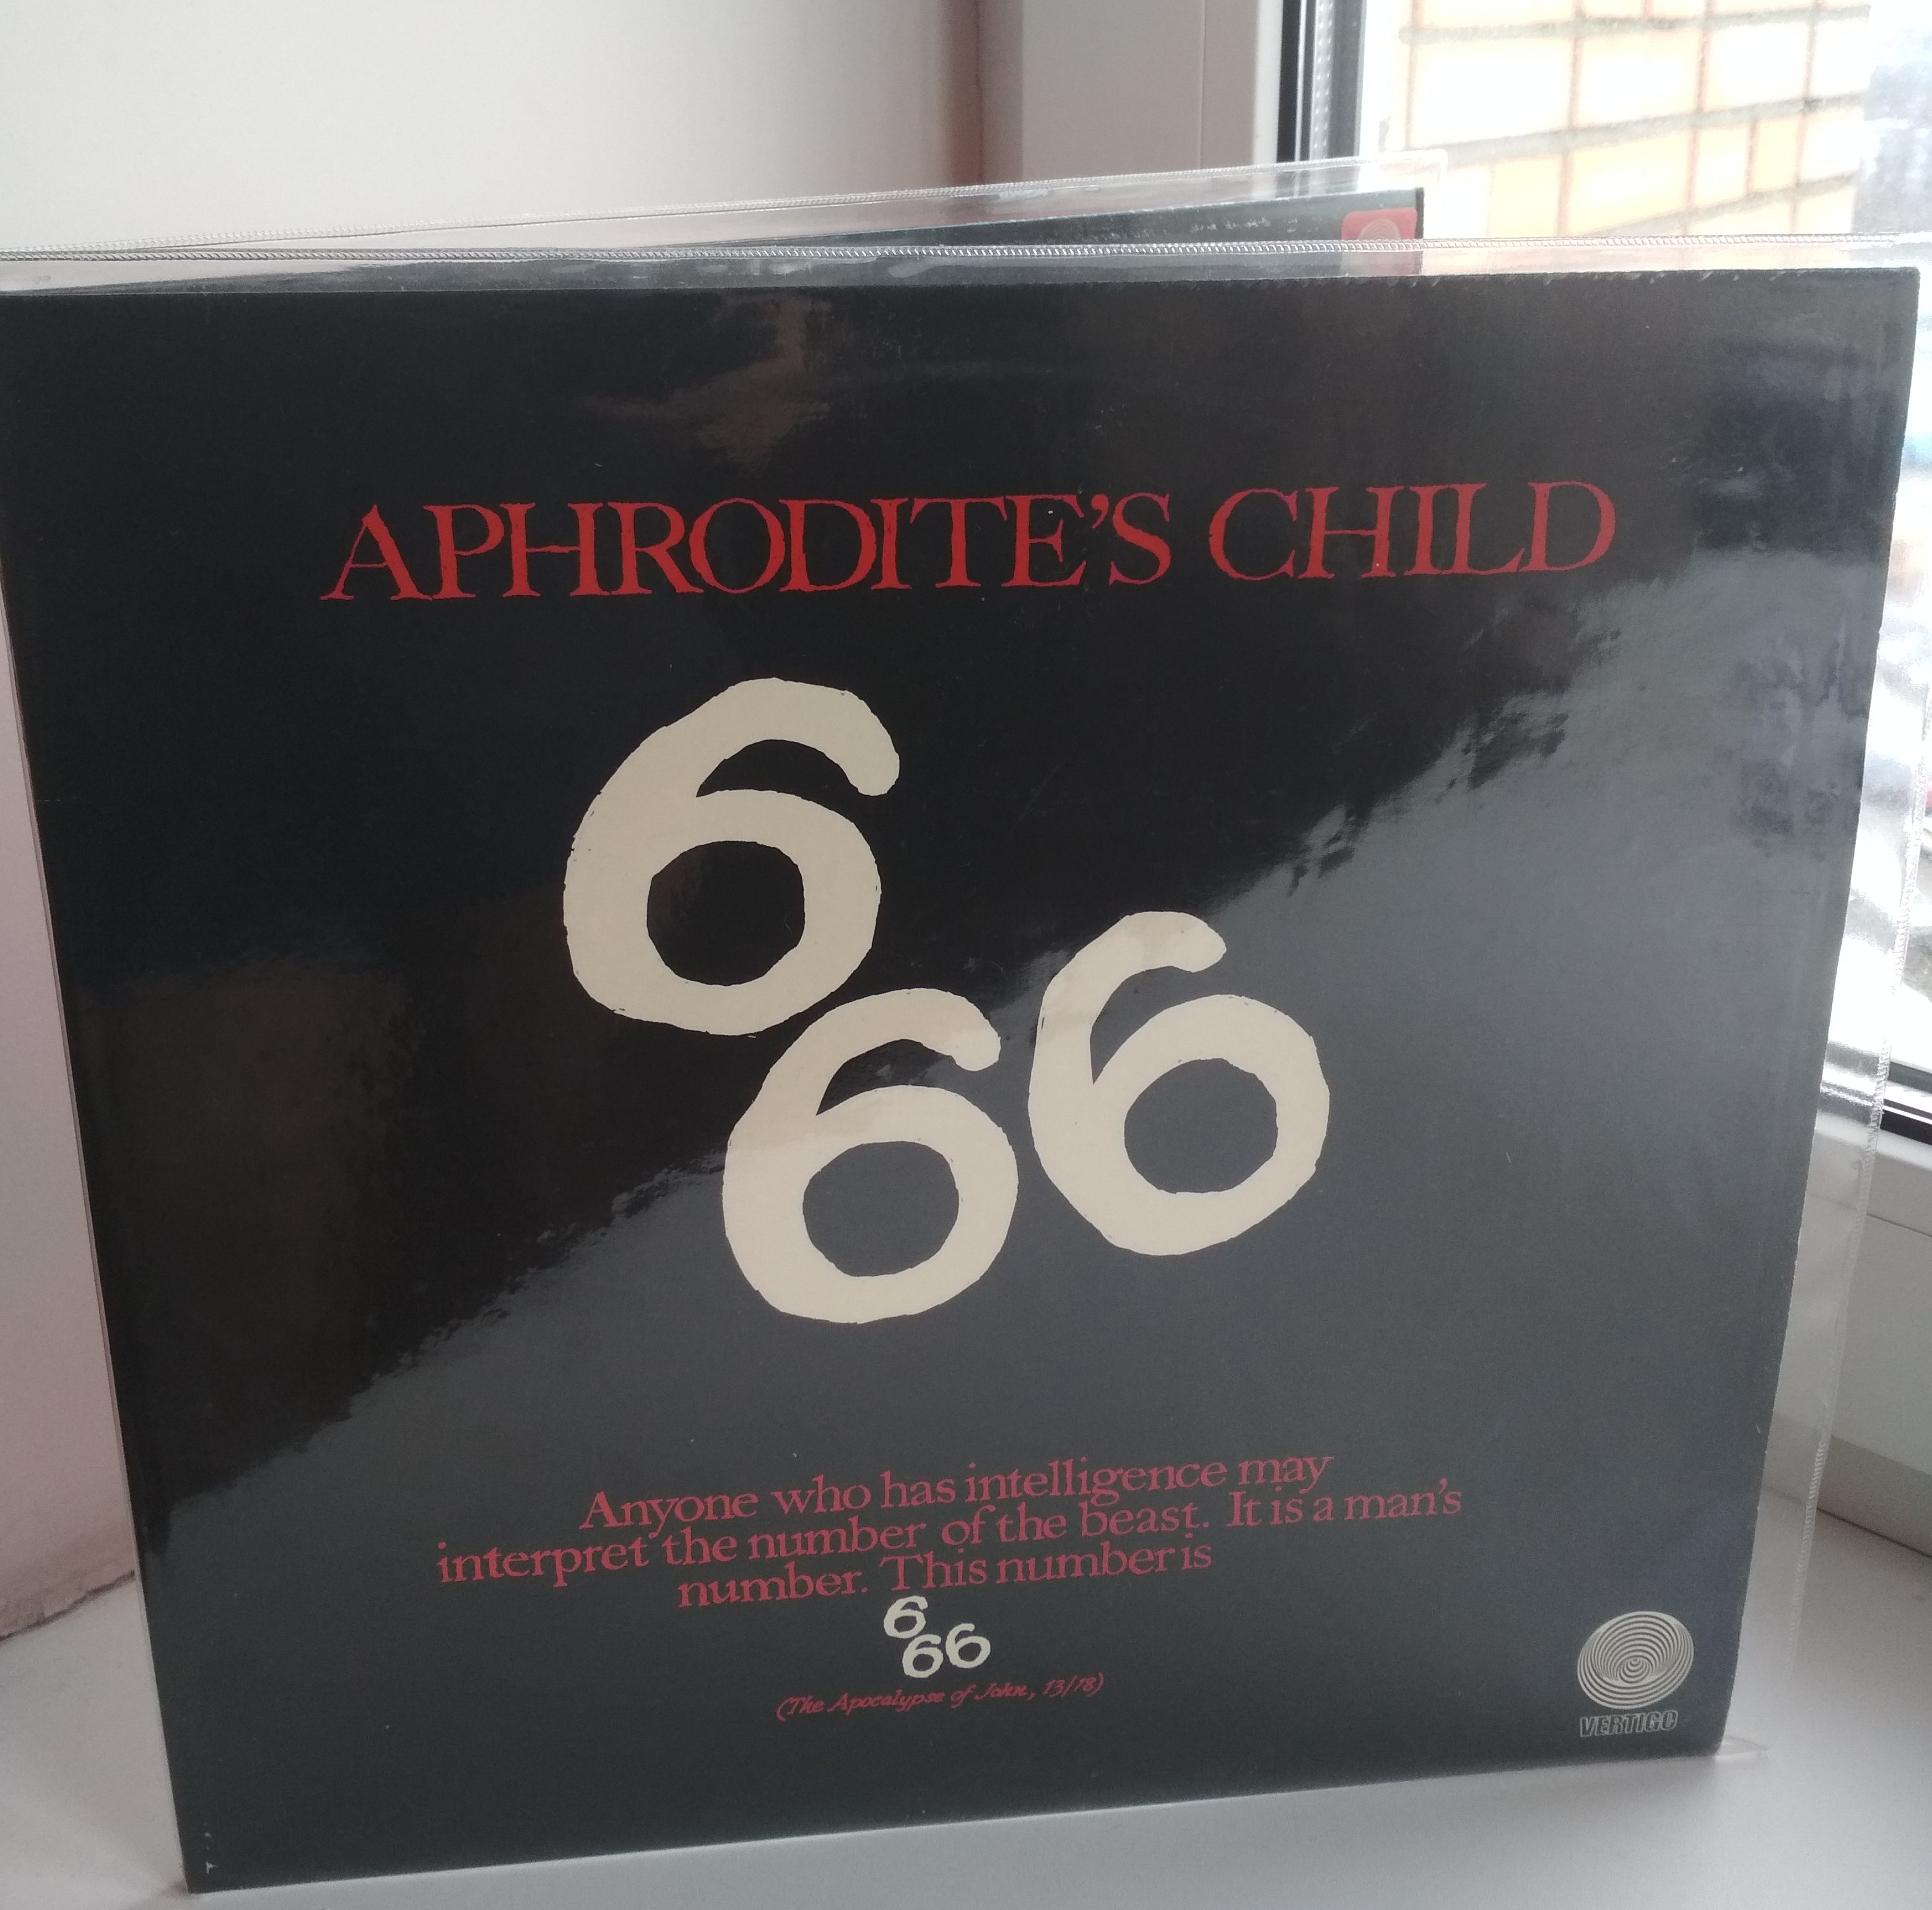 APHRODITE'S CHILD
6
66
Anyone who has intelligence may
interpret the number of the beast. It is a man's
number. This number is
6
66
(The Apocalypse of John, 13/18)
VERTIGO